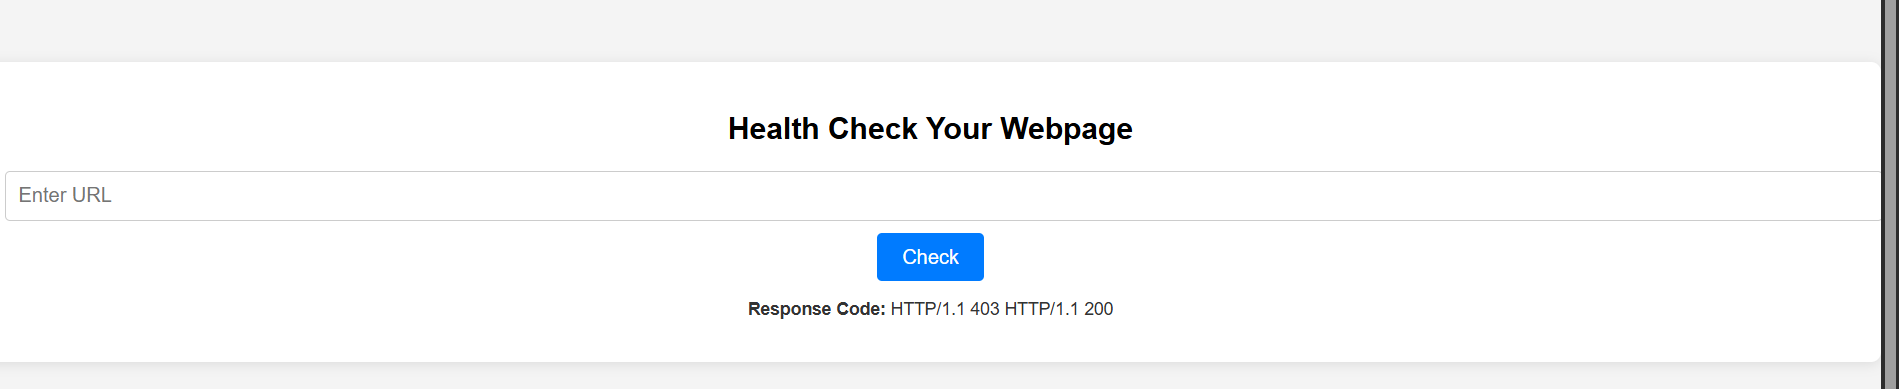 Health Check Your Webpage
Enter URL
Check
Response Code: HTTP/1.1 403 HTTP/1.1 200